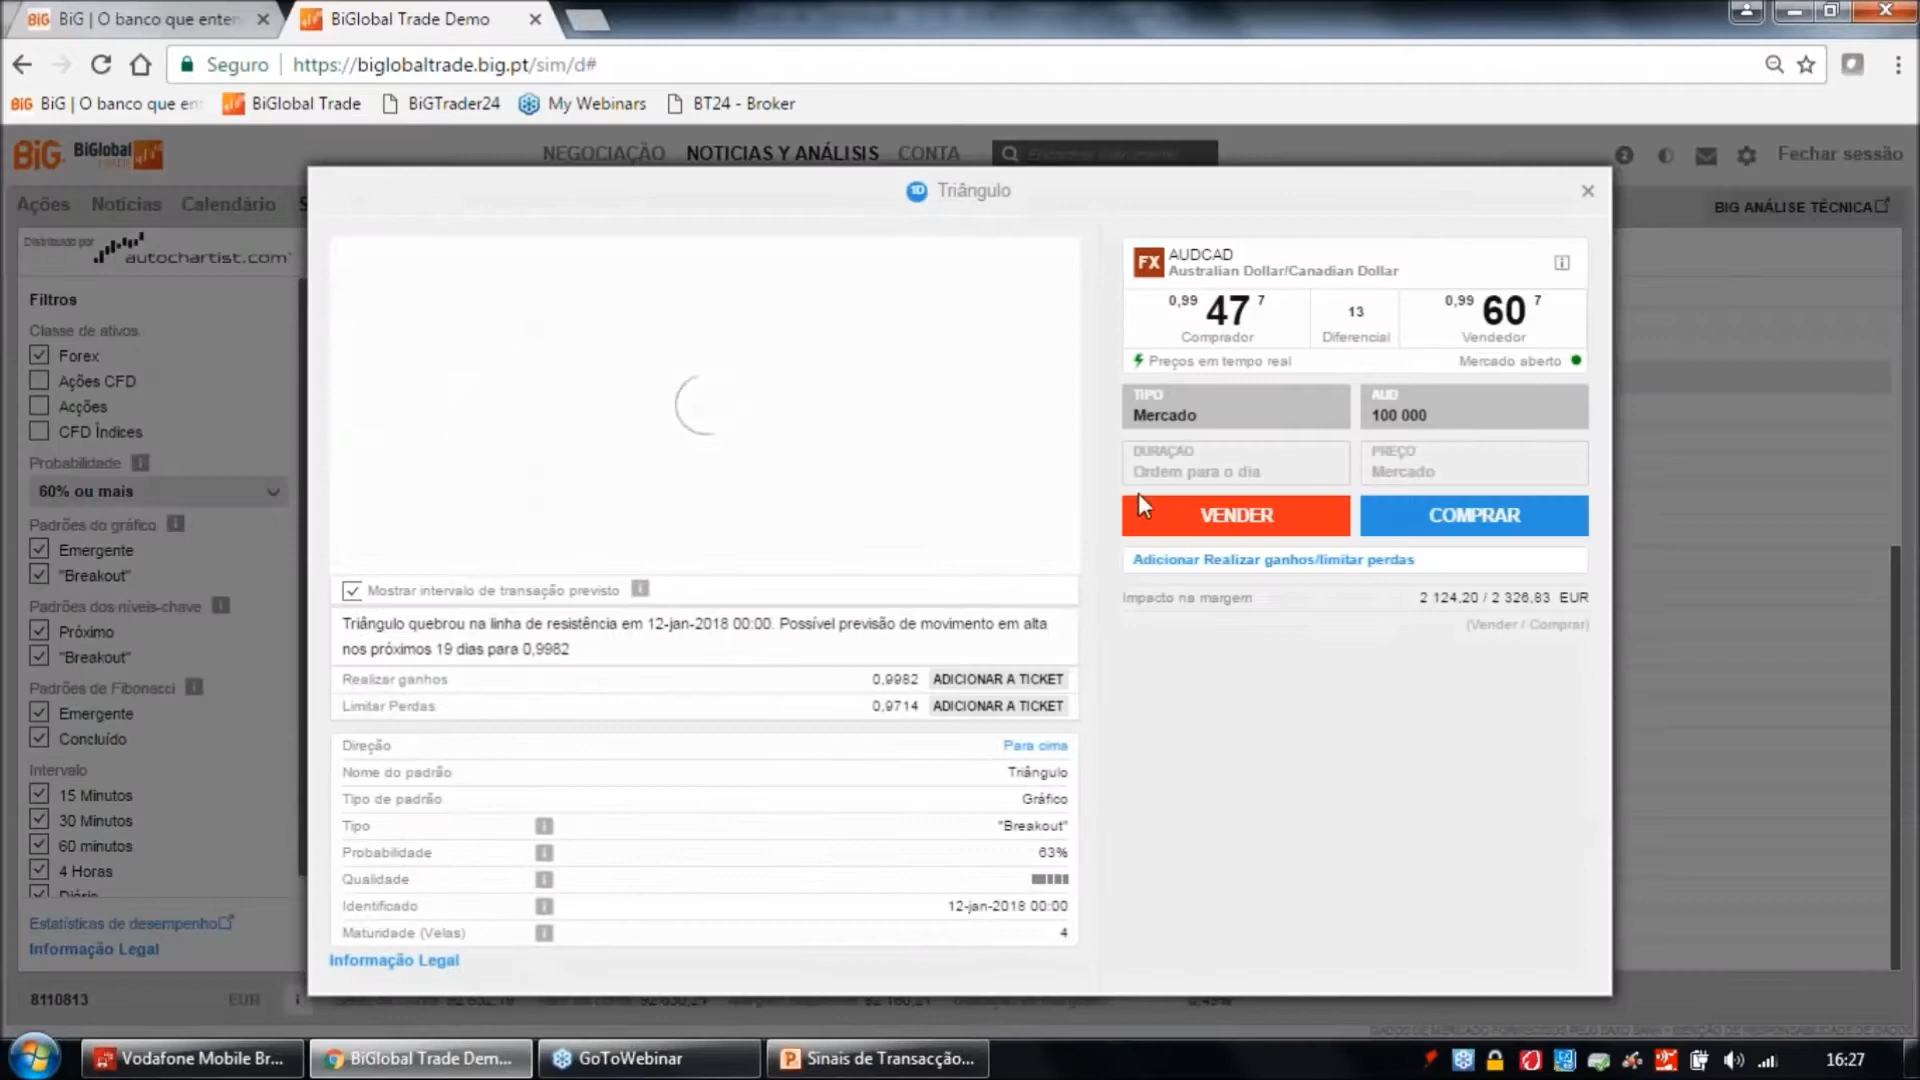 BiG | O banco que enten
BiGlobal Trade Demo
Seguro
https://biglobaltrade.big.pt/sim/d#
BiG | O banco que en
BiGlobal Trade
BiGTrader24
My Webinars
BT24 - Broker
BiG BiGlobal
NEGOCIAÇÃO
NOTICIAS Y ANÁLISIS
CONTA
Fechar sessão
Ações
Notícias
Calendário
S
BIG ANÁLISE TÉCNICA
Distribuido por
autochartist.com
Filtros
Classe de ativos
Forex
Ações CFD
Acções
CFD Índices
Probabilidade
60% ou mais
Padrões do gráfico
Emergente
"Breakout"
Padrões dos níveis-chave
Próximo
"Breakout"
Padrões de Fibonacci
Emergente
Concluído
Intervalo
15 Minutos
30 Minutos
60 minutos
4 Horas
Diário
Estatísticas de desempenho
Informação Legal
1D Triângulo
Mostrar intervalo de transação previsto
Triângulo quebrou na linha de resistência em 12-jan-2018 00:00. Possível previsão de movimento em alta
nos próximos 19 dias para 0,9982
Realizar ganhos 0,9982 ADICIONAR A TICKET
Limitar Perdas 0,9714 ADICIONAR A TICKET
Direção Para cima
Nome do padrão Triângulo
Tipo de padrão Gráfico
Tipo "Breakout"
Probabilidade 63%
Qualidade
Identificado 12-jan-2018 00:00
Maturidade (Velas) 4
Informação Legal
FX AUDCAD
Australian Dollar/Canadian Dollar
0,99 47 7
13
0,99 60 7
Comprador Diferencial Vendedor
Preços em tempo real
Mercado aberto
TIPO
Mercado
AUD
100 000
DURAÇÃO
Ordem para o dia
PREÇO
Mercado
VENDER
COMPRAR
Adicionar Realizar ganhos/limitar perdas
Impacto na margem 2 124,20 / 2 326,83 EUR
(Vender / Comprar)
8110813 EUR
Vodafone Mobile Br...
BiGlobal Trade Dem...
GoToWebinar
Sinais de Transacção...
16:27